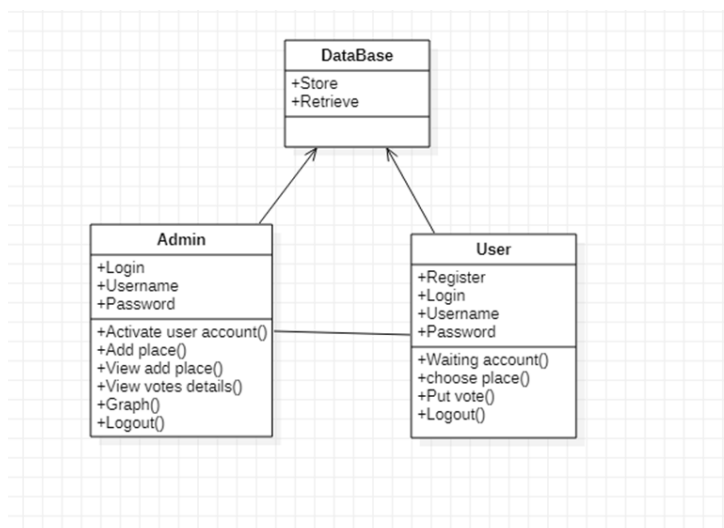 DataBase
+Store
+Retrieve
Admin
+Login
+Username
+Password
+Activate user account()
+Add place()
+View add place()
+View votes details()
+Graph()
+Logout()
User
+Register
+Login
+Username
+Password
+Waiting account()
+choose place()
+Put vote()
+Logout()